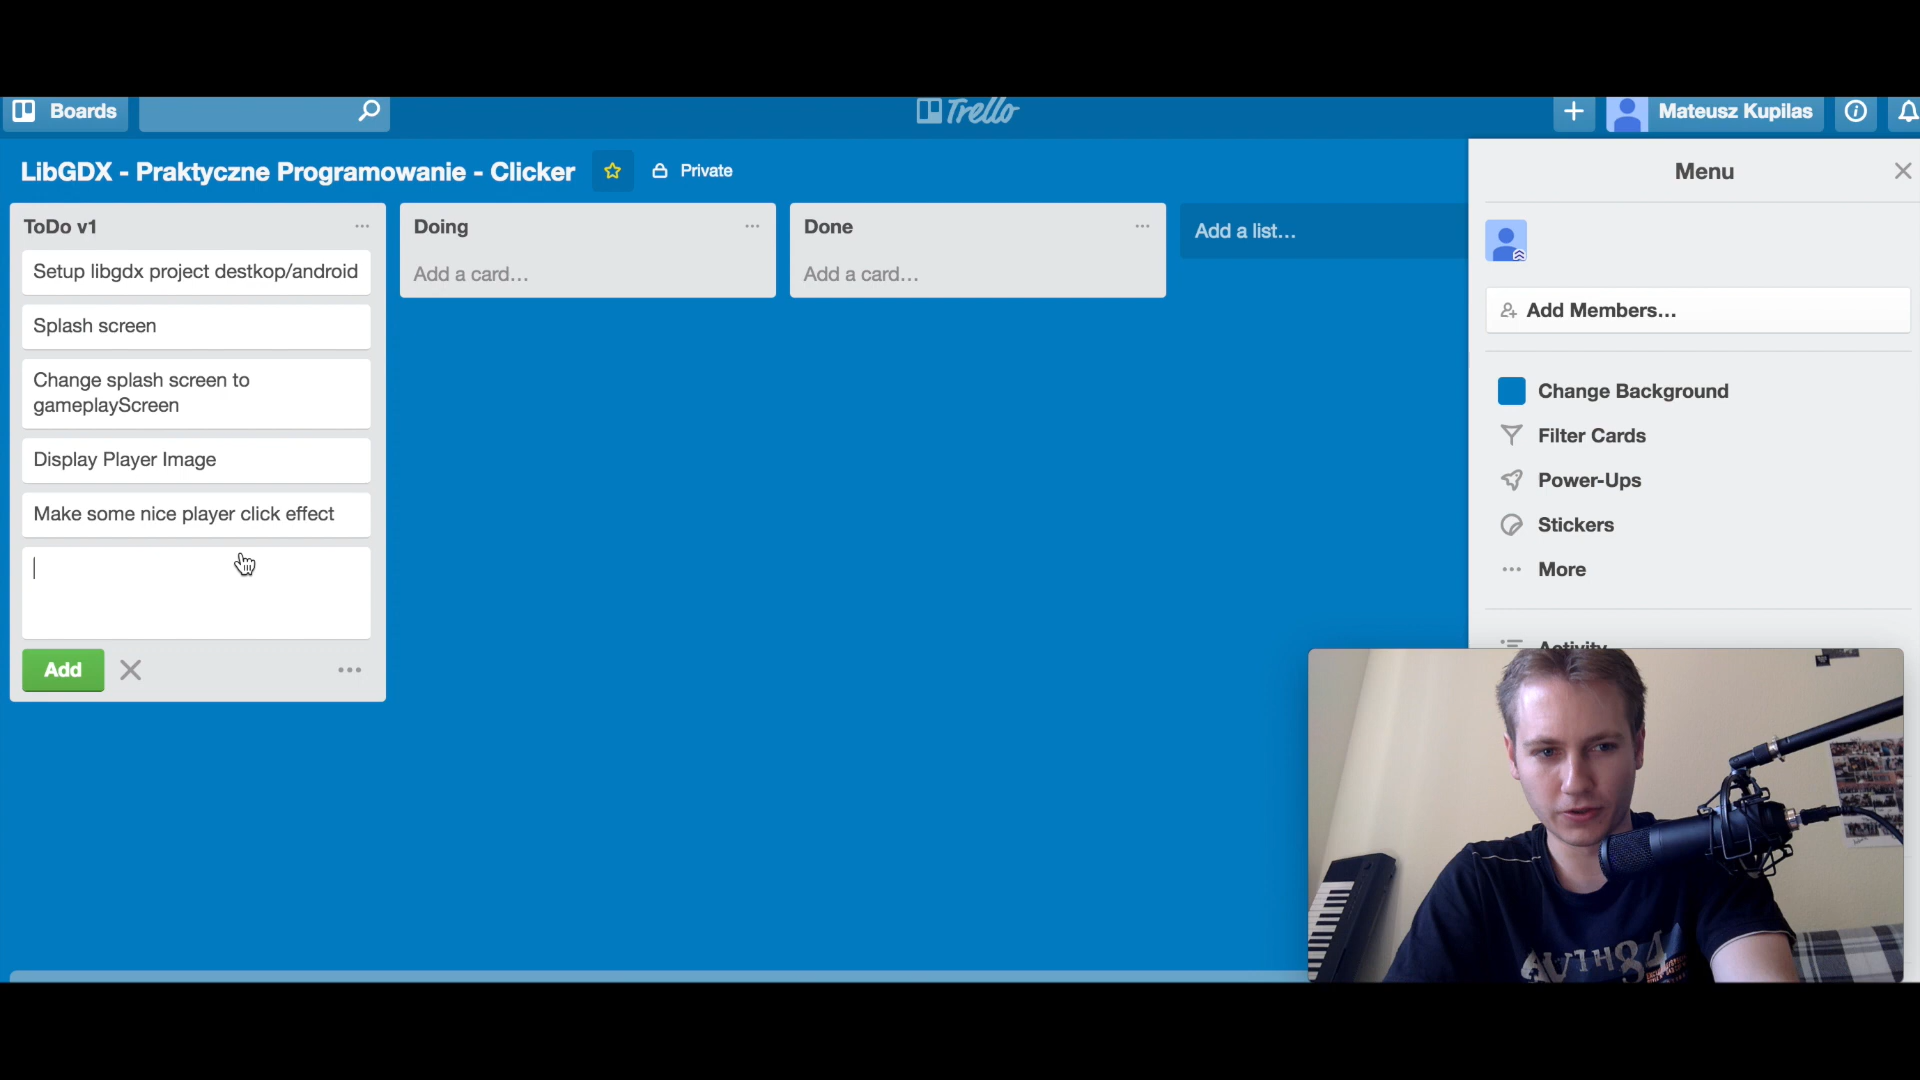 Boards
Trello
Mateusz Kupilas
LibGDX - Praktyczne Programowanie - Clicker
Private
Menu
ToDo v1
Doing
Done
Add a list…
Setup libgdx project destkop/android
Add a card…
Add a card…
Splash screen
Add Members…
Change splash screen to
gameplayScreen
Change Background
Filter Cards
Display Player Image
Power-Ups
Make some nice player click effect
Stickers
More
Activity
Add